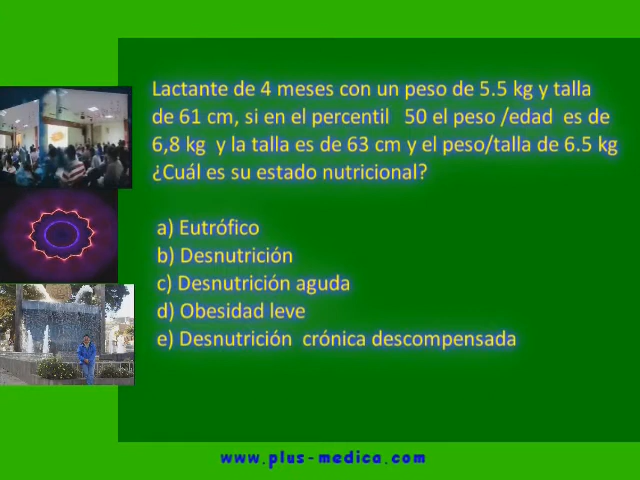 Lactante de 4 meses con un peso de 5.5 kg y talla
de 61 cm, si en el percentil 50 el peso /edad es de
6,8 kg y la talla es de 63 cm y el peso/talla de 6.5 kg
¿Cuál es su estado nutricional?
a) Eutrófico
b) Desnutrición
c) Desnutrición aguda
d) Obesidad leve
e) Desnutrición crónica descompensada
www.plus-medica.com